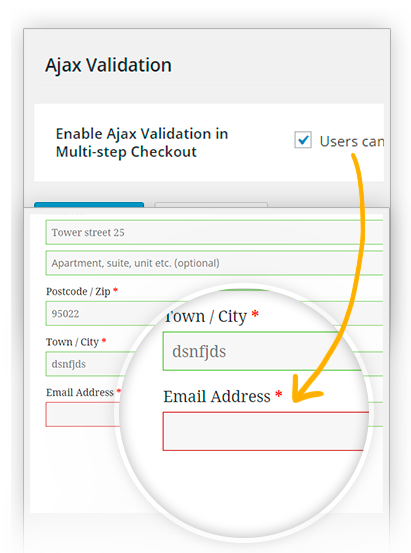 Ajax Validation
Enable Ajax Validation in
Multi-step Checkout
Users can
Tower street 25
Apartment, suite, unit etc. (optional)
Postcode / Zip *
95022
Town / City *
dsnfjds
Email Address *
Town / City *
dsnfjds
Email Address *